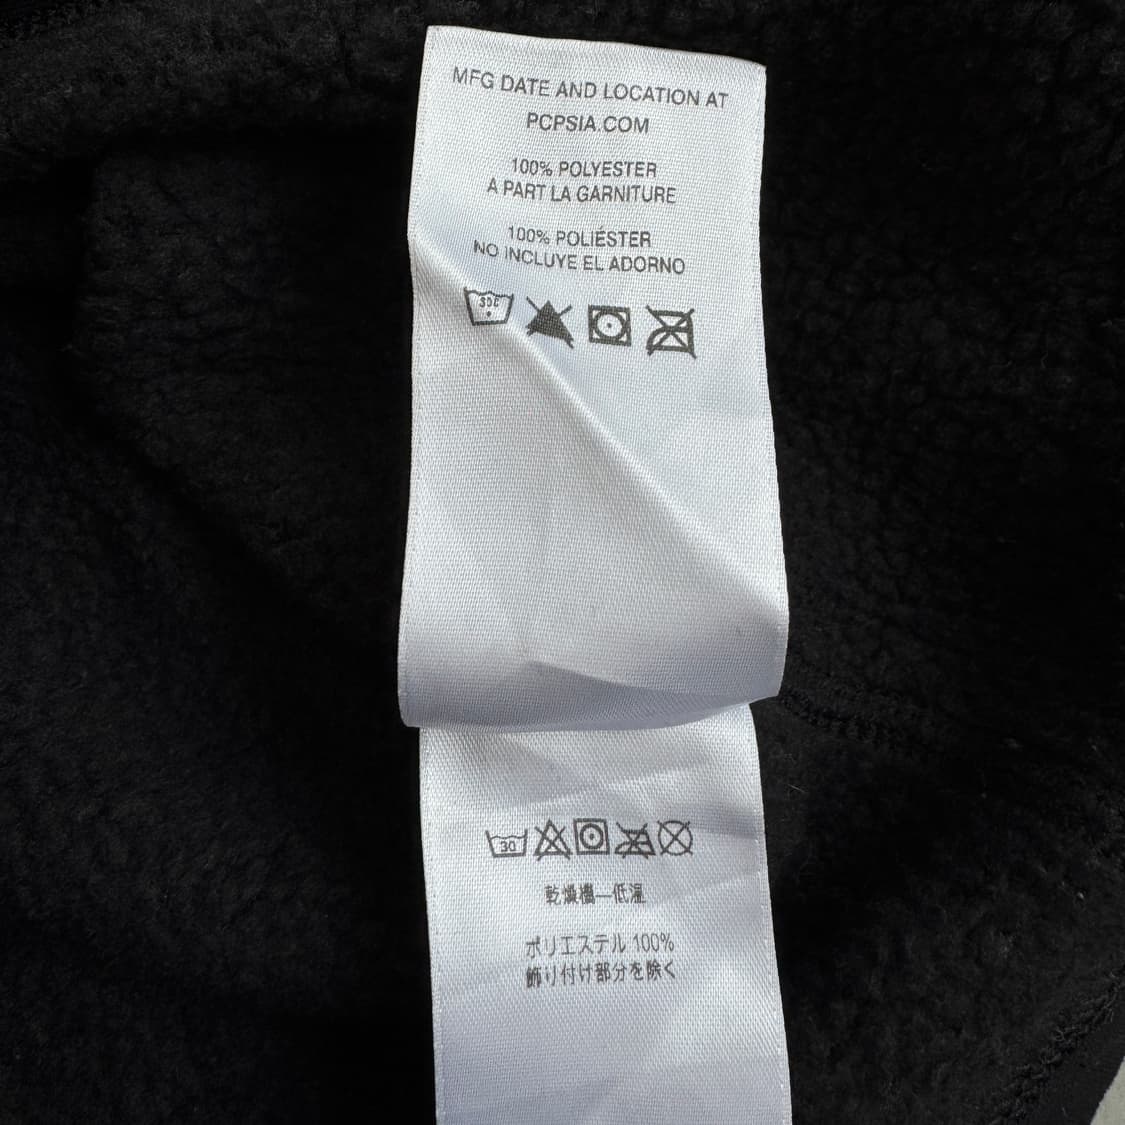 MFG DATE AND LOCATION AT
PCPSIA.COM
100% POLYESTER
A PART LA GARNITURE
100% POLIÉSTER
NO INCLUYE EL ADORNO
30C
30
乾燥機—低温
ポリエステル 100%
飾り付け部分を除く